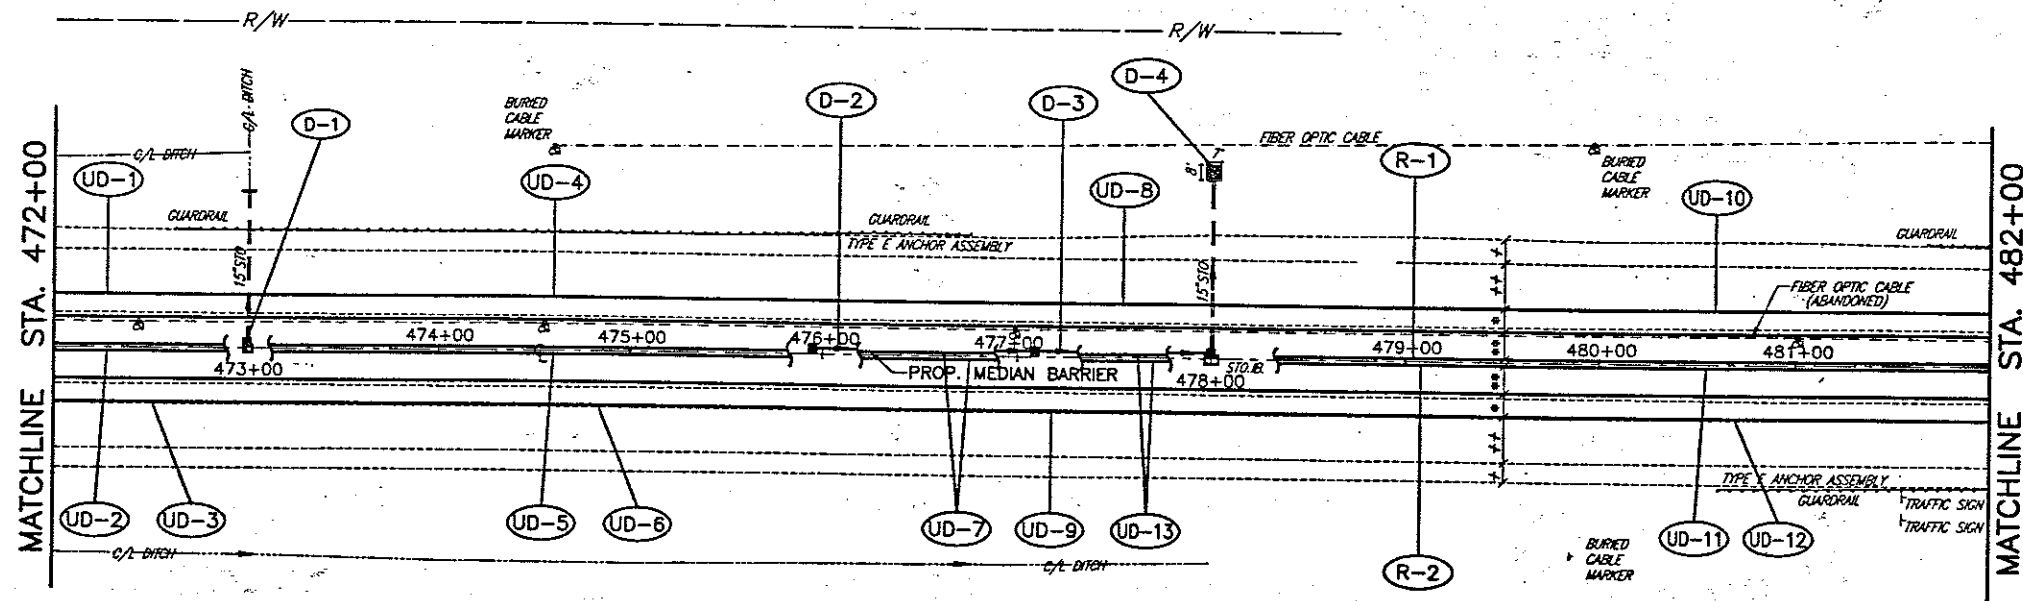 R/W
R/W
D-4
D-2
D-3
D-1
C/L DITCH
BURIED
CABLE
MARKER
FIBER OPTIC CABLE
C/L DITCH
UD-1
UD-4
UD-8
8'
7'
R-1
BURIED
CABLE
MARKER
UD-10
GUARDRAIL
GUARDRAIL
TYPE E ANCHOR ASSEMBLY
GUARDRAIL
15" STO.
15" STO.
FIBER OPTIC CABLE
(ABANDONED)
MATCHLINE STA. 472+00
473+00
474+00
475+00
476+00
477+00
478+00
479+00
480+00
481+00
MATCHLINE STA. 482+00
PROP. MEDIAN BARRIER
STO. IB.
TYPE E ANCHOR ASSEMBLY
GUARDRAIL
TRAFFIC SIGN
TRAFFIC SIGN
UD-2
UD-3
UD-5
UD-6
UD-7
UD-9
UD-13
UD-11
UD-12
R-2
C/L DITCH
C/L DITCH
BURIED
CABLE
MARKER